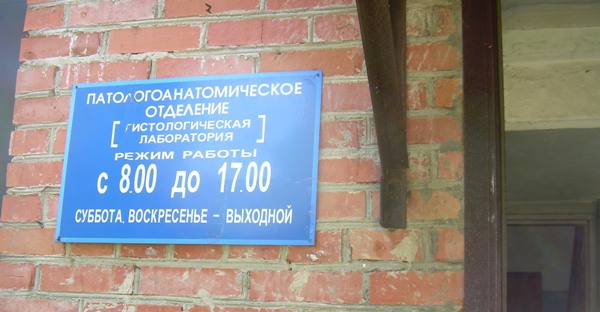 ПАТОЛОГОАНАТОМИЧЕСКОЕ
ОТДЕЛЕНИЕ
[ГИСТОЛОГИЧЕСКАЯ
ЛАБОРАТОРИЯ]
РЕЖИМ РАБОТЫ
с 8.00 до 17.00
СУББОТА, ВОСКРЕСЕНЬЕ – ВЫХОДНОЙ